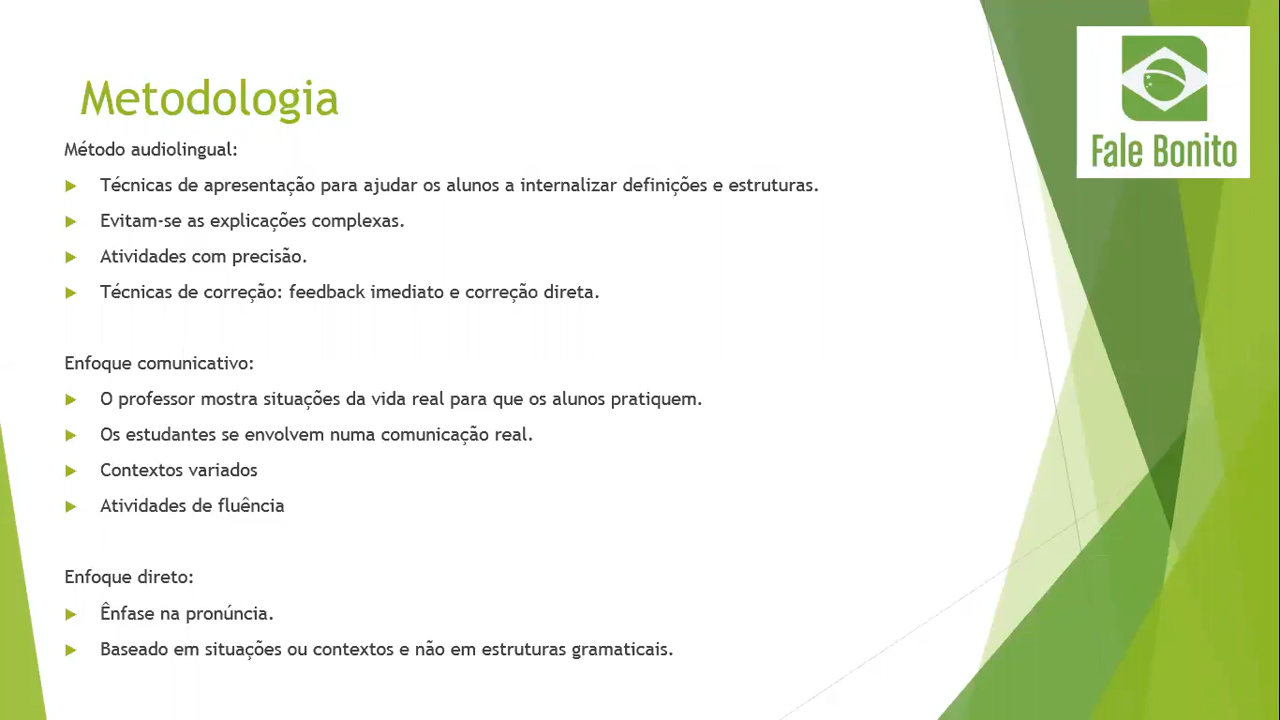 Metodologia
Fale Bonito
Método audiolingual:
Técnicas de apresentação para ajudar os alunos a internalizar definições e estruturas.
Evitam-se as explicações complexas.
Atividades com precisão.
Técnicas de correção: feedback imediato e correção direta.
Enfoque comunicativo:
O professor mostra situações da vida real para que os alunos pratiquem.
Os estudantes se envolvem numa comunicação real.
Contextos variados
Atividades de fluência
Enfoque direto:
Ênfase na pronúncia.
Baseado em situações ou contextos e não em estruturas gramaticais.